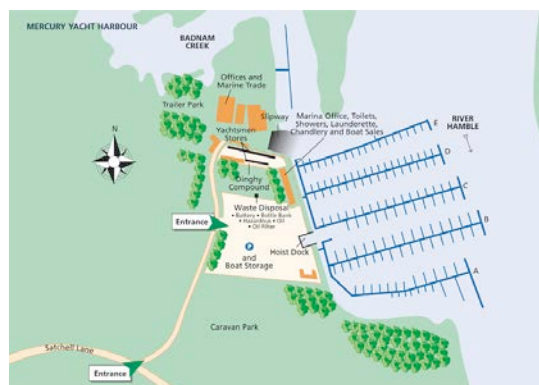 MERCURY YACHT HARBOUR
BADNAM
CREEK
Offices and
Marine Trade
Trailer Park
Slipway
Marina Office, Toilets,
Showers, Launderette,
Chandlery and Boat Sales
Yachtsmen
Stores
E
RIVER
HAMBLE
N
D
Dinghy
Compound
C
Waste Disposal
• Battery • Bottle Bank
• Hazardous • Oil
• Oil Filter
Entrance
B
P
Hoist Dock
and
Boat Storage
A
Caravan Park
Satchell Lane
Entrance